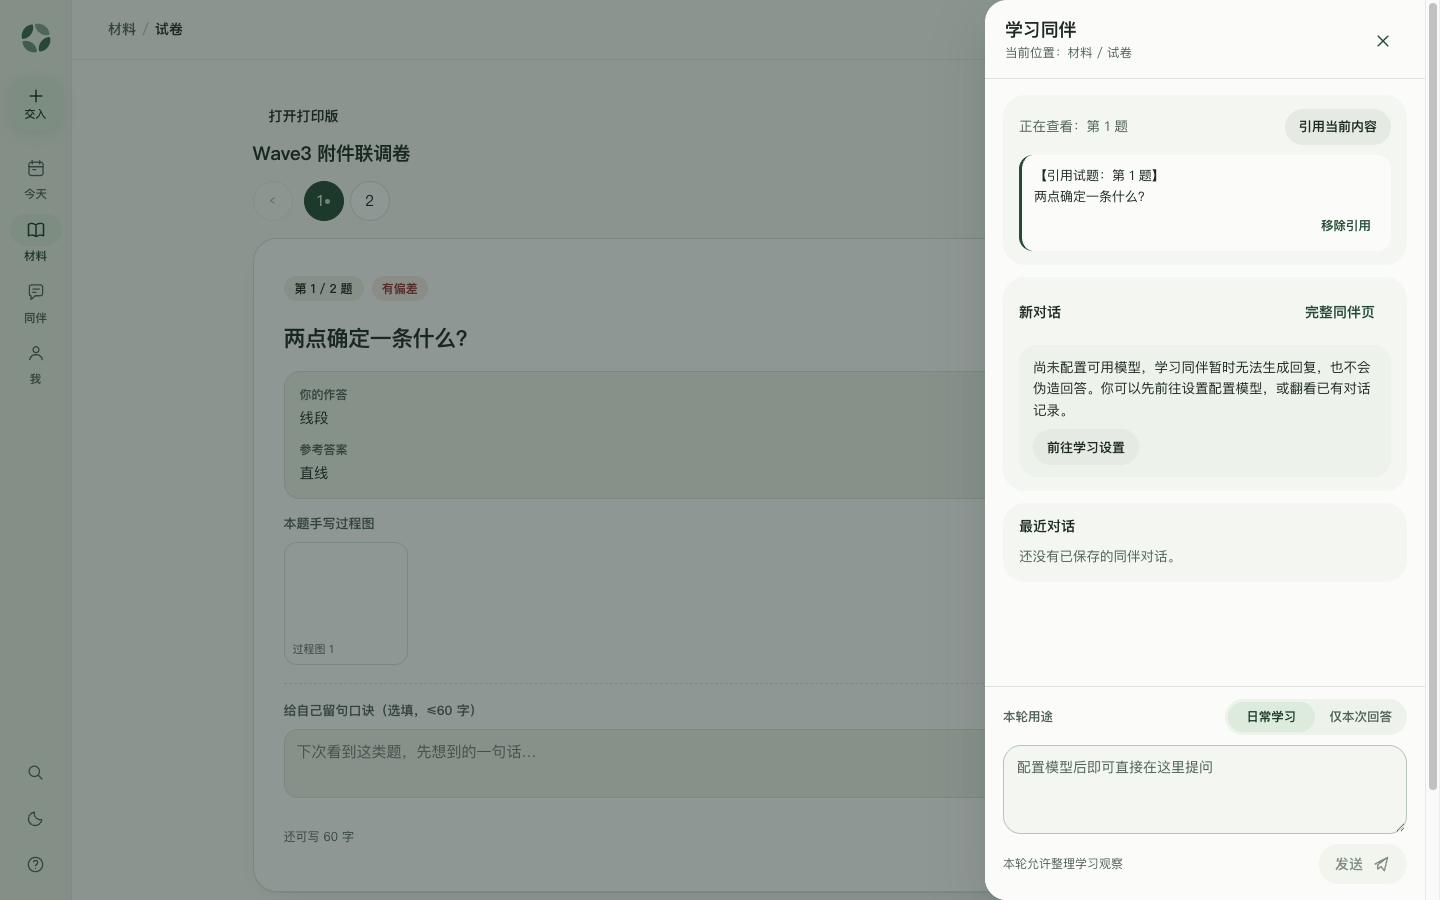 交入
今天
材料
同伴
我
材料 / 试卷
打开打印版
Wave3 附件联调卷
1
2
第 1 / 2 题
有偏差
两点确定一条什么?
你的作答
线段
参考答案
直线
本题手写过程图
过程图 1
给自己留句口诀（选填，≤60 字）
下次看到这类题，先想到的一句话…
还可写 60 字
学习同伴
当前位置：材料 / 试卷
正在查看：第 1 题
引用当前内容
【引用试题：第 1 题】
两点确定一条什么?
移除引用
新对话
完整同伴页
尚未配置可用模型，学习同伴暂时无法生成回复，也不会
伪造回答。你可以先前往设置配置模型，或翻看已有对话
记录。
前往学习设置
最近对话
还没有已保存的同伴对话。
本轮用途
日常学习
仅本次回答
配置模型后即可直接在这里提问
本轮允许整理学习观察
发送